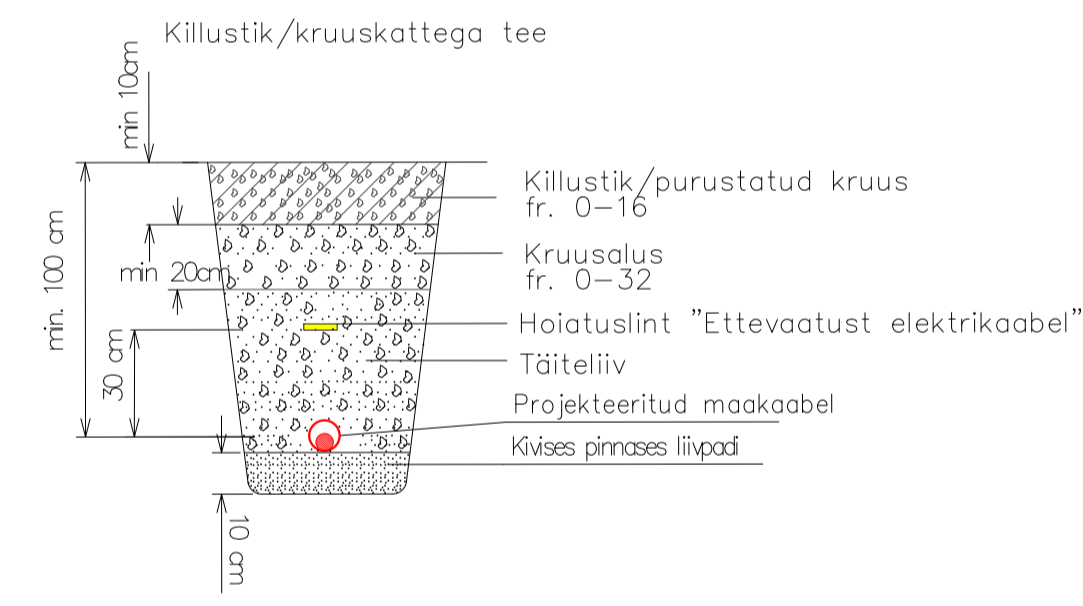 Killustik/kruuskattega tee
min 10cm
Killustik/purustatud kruus
fr. 0-16
Kruusalus
fr. 0-32
min 20cm
min. 100 cm
Hoiatuslint "Ettevaatust elektrikaabel"
30 cm
Täiteliiv
Projekteeritud maakaabel
Kivises pinnases liivpadi
10 cm